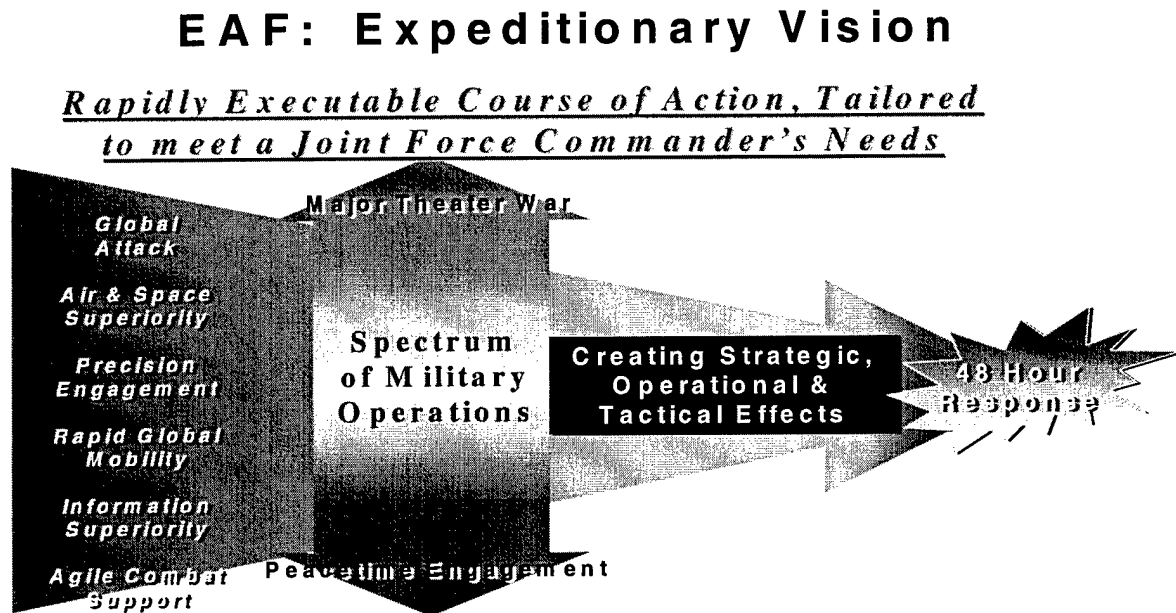 EAF: Expeditionary Vision
Rapidly Executable Course of Action, Tailored
to meet a Joint Force Commander's Needs
Global
Attack
Air & Space
Superiority
Precision
Engagement
Rapid Global
Mobility
Information
Superiority
Agile Combat
Support
Major Theater War
Spectrum
of Military
Operations
Peacetime Engagement
Creating Strategic,
Operational &
Tactical Effects
48 Hour
Response